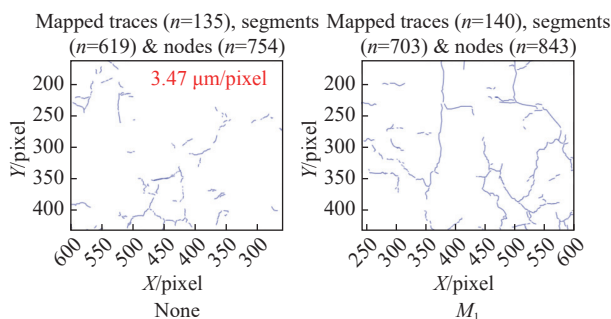 Mapped traces (n=135), segments
(n=619) & nodes (n=754)
3.47 μm/pixel
Y/pixel
200
250
300
350
400
600
550
500
450
400
350
300
X/pixel
None
Mapped traces (n=140), segments
(n=703) & nodes (n=843)
Y/pixel
200
250
300
350
400
250
300
350
400
450
500
550
600
X/pixel
M₁